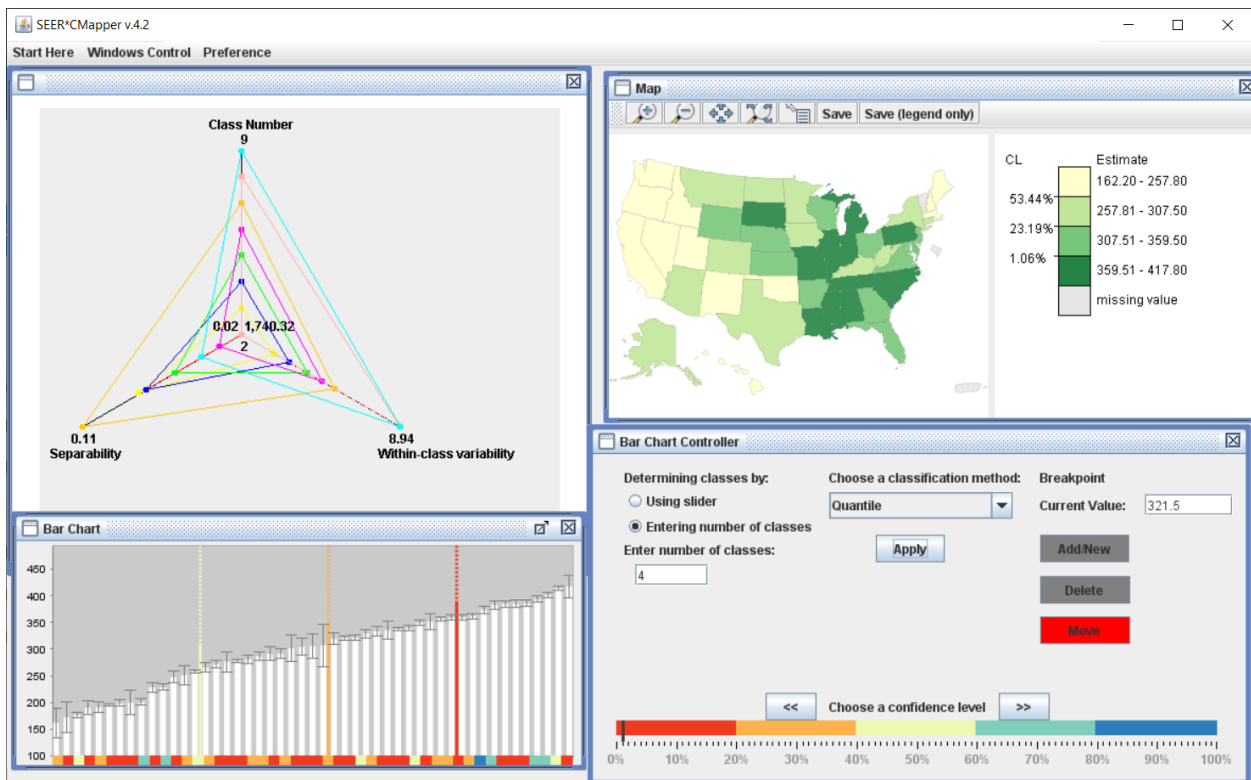 SEER*CMapper v.4.2
Start Here Windows Control Preference
Class Number
9
0.02 1,740.32
2
0.11
Separability
8.94
Within-class variability
Map
Save
Save (legend only)
CL
Estimate
162.20 - 257.80
53.44%
257.81 - 307.50
23.19%
307.51 - 359.50
1.06%
359.51 - 417.80
missing value
Bar Chart
450
400
350
300
250
200
150
100
Bar Chart Controller
Determining classes by:
Using slider
Entering number of classes
Enter number of classes:
4
Choose a classification method:
Quantile
Apply
Breakpoint
Current Value: 321.5
Add/New
Delete
Move
<< Choose a confidence level >>
0% 10% 20% 30% 40% 50% 60% 70% 80% 90% 100%